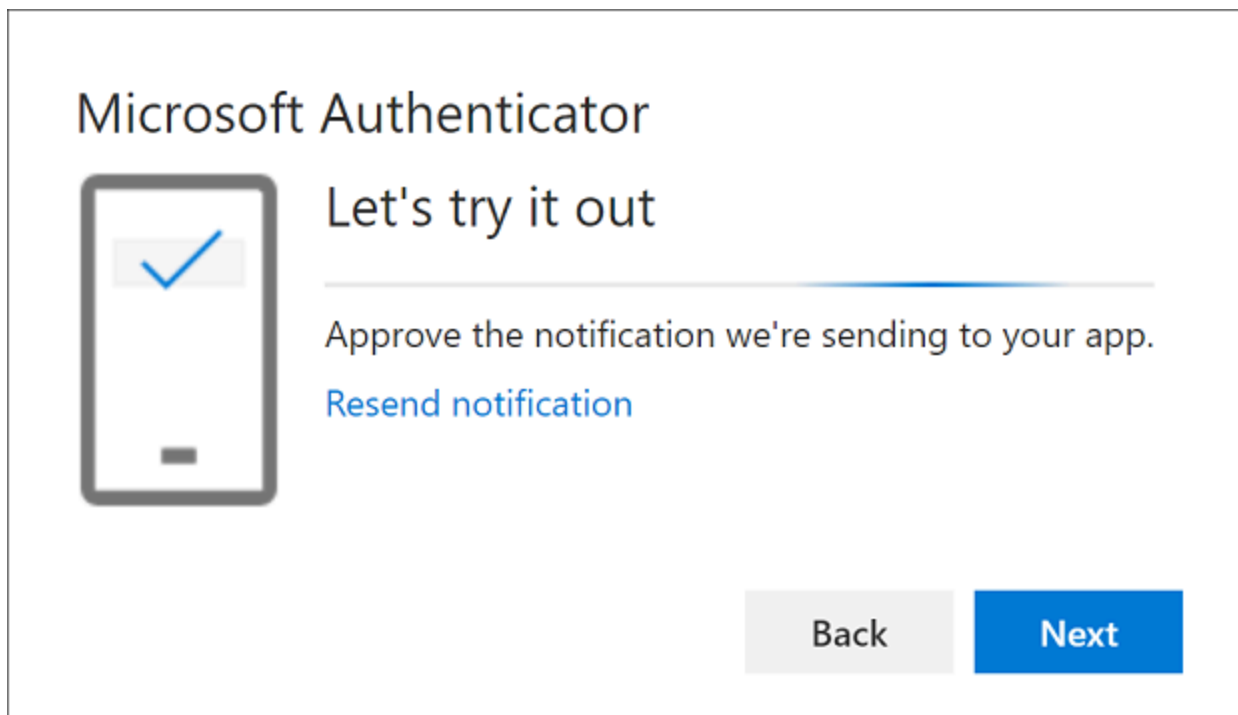 Microsoft Authenticator
Let's try it out
Approve the notification we're sending to your app.
Resend notification
Back
Next